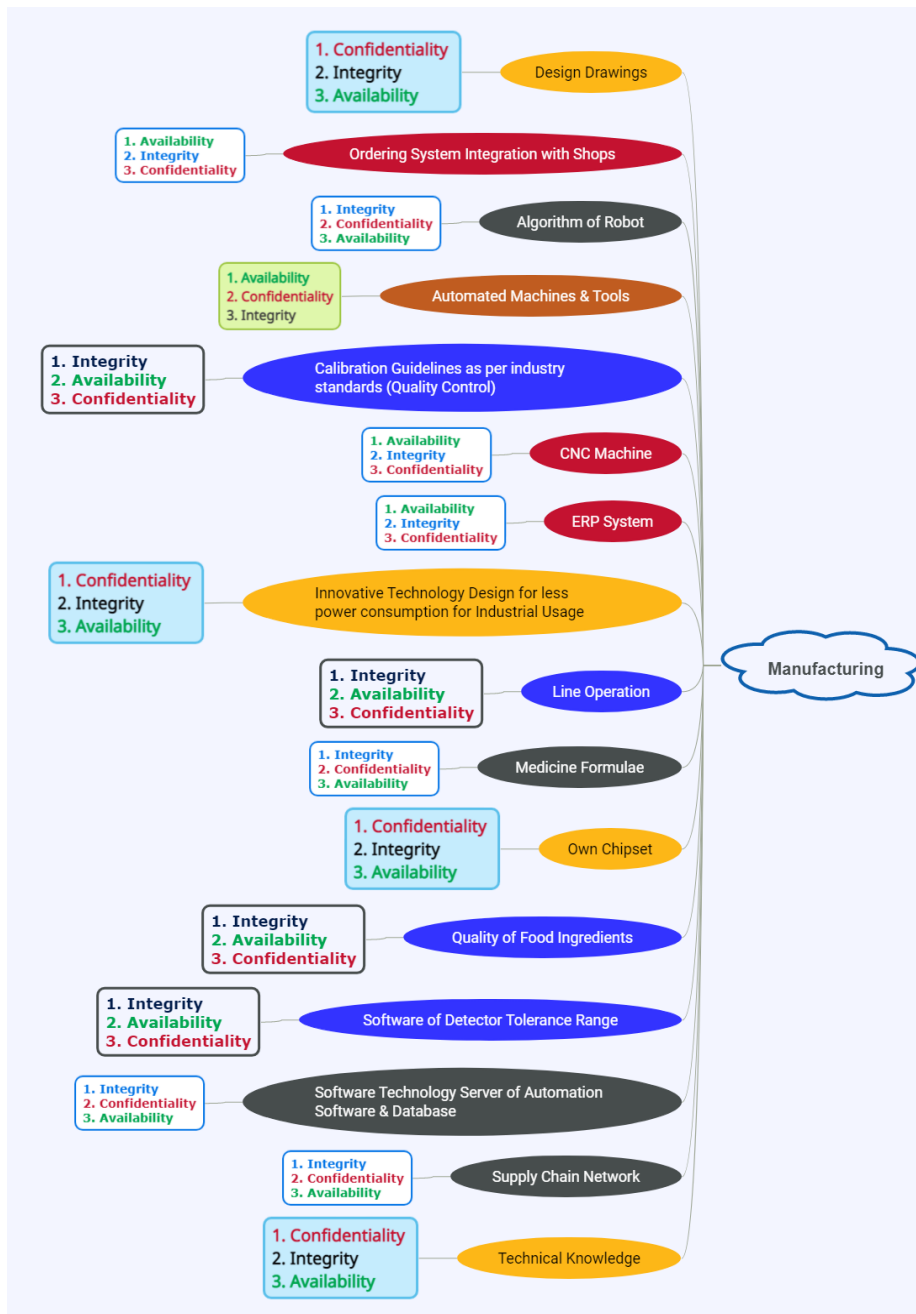 1. Confidentiality
2. Integrity
3. Availability
Design Drawings
1. Availability
2. Integrity
3. Confidentiality
Ordering System Integration with Shops
1. Integrity
2. Confidentiality
3. Availability
Algorithm of Robot
1. Availability
2. Confidentiality
3. Integrity
Automated Machines & Tools
1. Integrity
2. Availability
3. Confidentiality
Calibration Guidelines as per industry
standards (Quality Control)
1. Availability
2. Integrity
3. Confidentiality
CNC Machine
1. Availability
2. Integrity
3. Confidentiality
ERP System
1. Confidentiality
2. Integrity
3. Availability
Innovative Technology Design for less
power consumption for Industrial Usage
Manufacturing
1. Integrity
2. Availability
3. Confidentiality
Line Operation
1. Integrity
2. Confidentiality
3. Availability
Medicine Formulae
1. Confidentiality
2. Integrity
3. Availability
Own Chipset
1. Integrity
2. Availability
3. Confidentiality
Quality of Food Ingredients
1. Integrity
2. Availability
3. Confidentiality
Software of Detector Tolerance Range
1. Integrity
2. Confidentiality
3. Availability
Software Technology Server of Automation
Software & Database
1. Integrity
2. Confidentiality
3. Availability
Supply Chain Network
1. Confidentiality
2. Integrity
3. Availability
Technical Knowledge